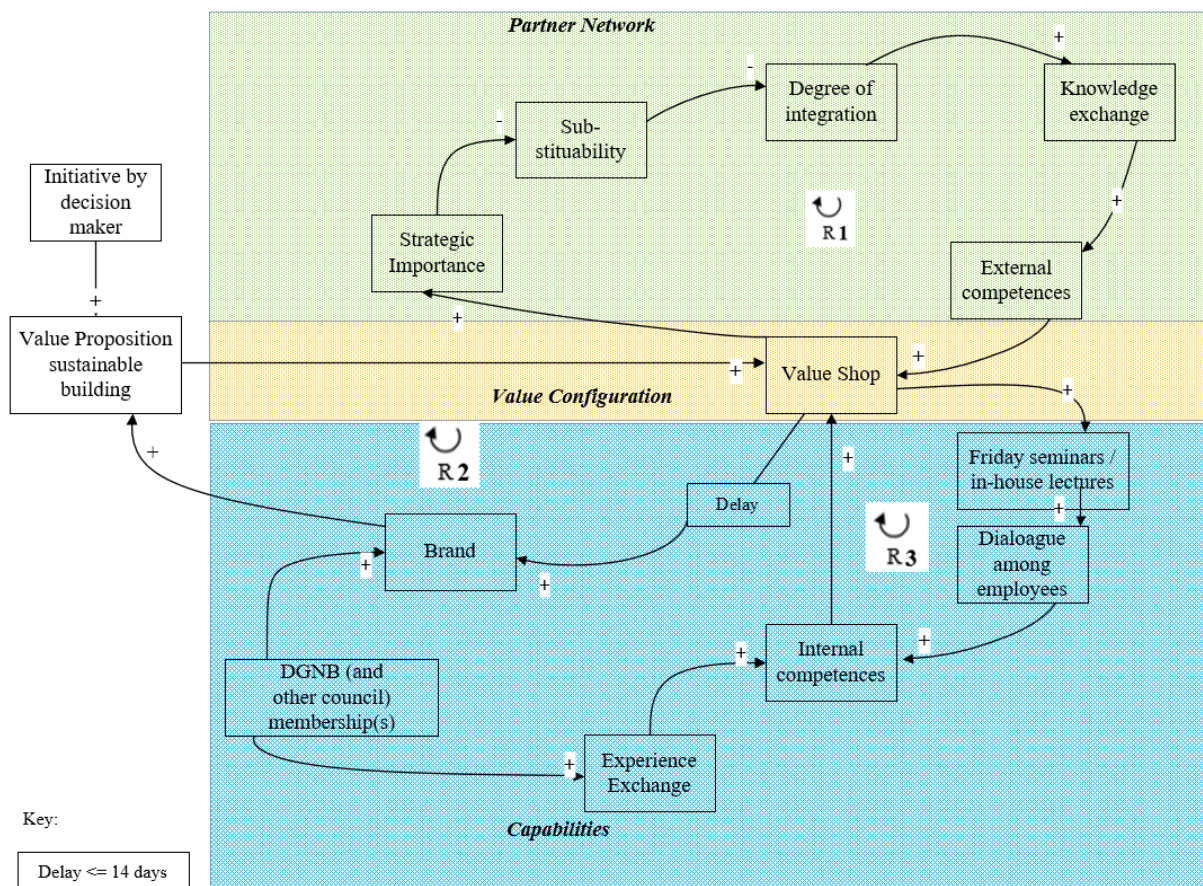 Partner Network
+
-
Degree of
integration
Knowledge
exchange
-
Sub-
stituability
Initiative by
decision
maker
+
R1
Strategic
Importance
External
competences
+
Value Proposition
sustainable
building
+
+
+
Value Shop
Value Configuration
+
+
R2
Friday seminars /
in-house lectures
+
Delay
+
Brand
R3
Dialoague
among
employees
+
+
+
Internal
competences
+
DGNB (and
other council)
membership(s)
+
Experience
Exchange
Key:
Capabilities
Delay <= 14 days